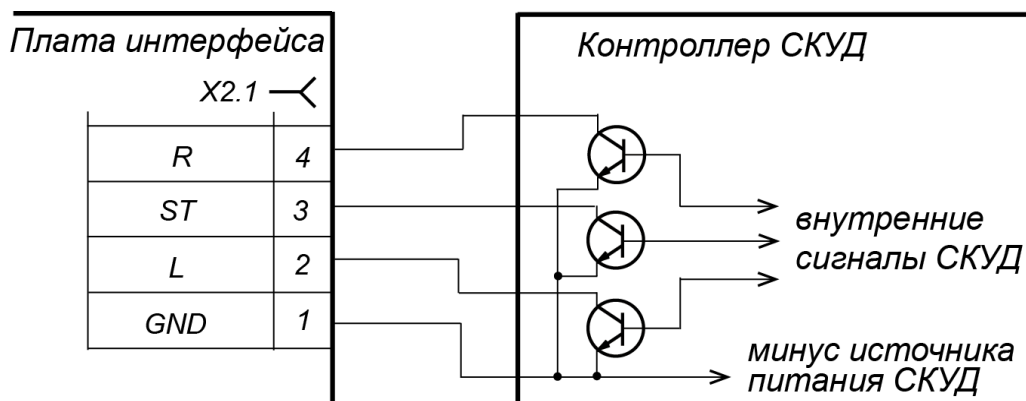 Плата интерфейса
Контроллер СКУД
X2.1
R 4
ST 3
L 2
GND 1
внутренние
сигналы СКУД
минус источника
питания СКУД